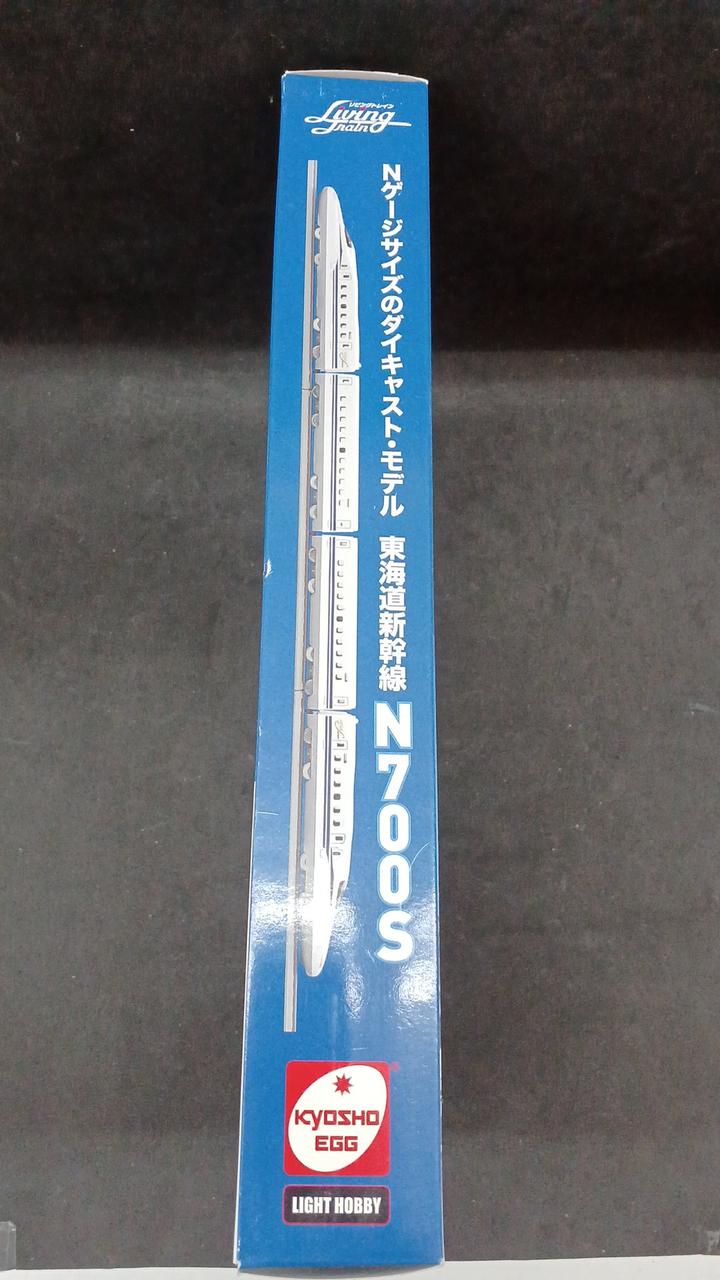 リビングトレイン
Living
Train
Nゲージサイズのダイキャスト・モデル 東海道新幹線 N700S
KYOSHO
EGG
LIGHT HOBBY